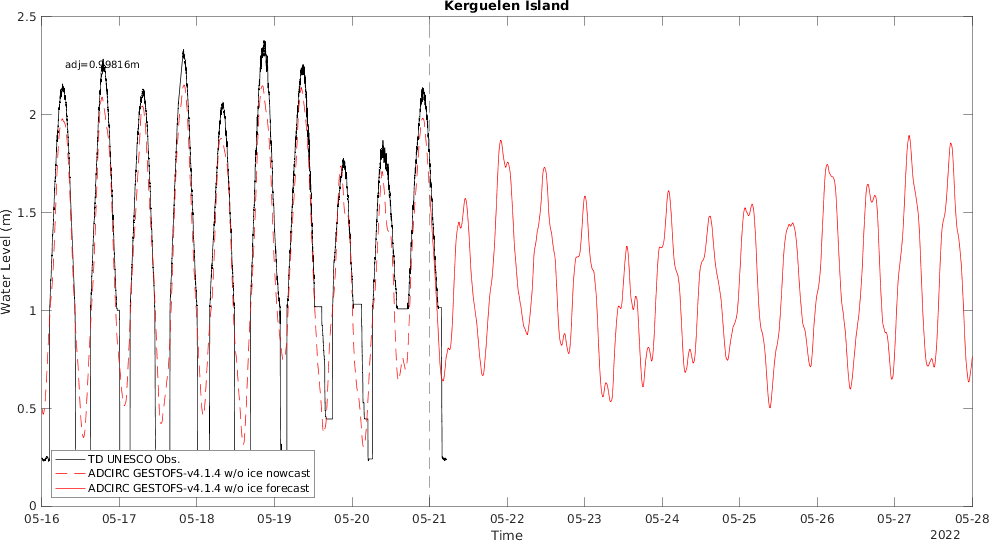 Kerguelen Island
2.5
2
1.5
1
0.5
0
Water Level (m)
adj=0.99816m
TD UNESCO Obs.
ADCIRC GESTOFS-v4.1.4 w/o ice nowcast
ADCIRC GESTOFS-v4.1.4 w/o ice forecast
05-16 05-17 05-18 05-19 05-20 05-21 05-22 05-23 05-24 05-25 05-26 05-27 05-28
Time
2022